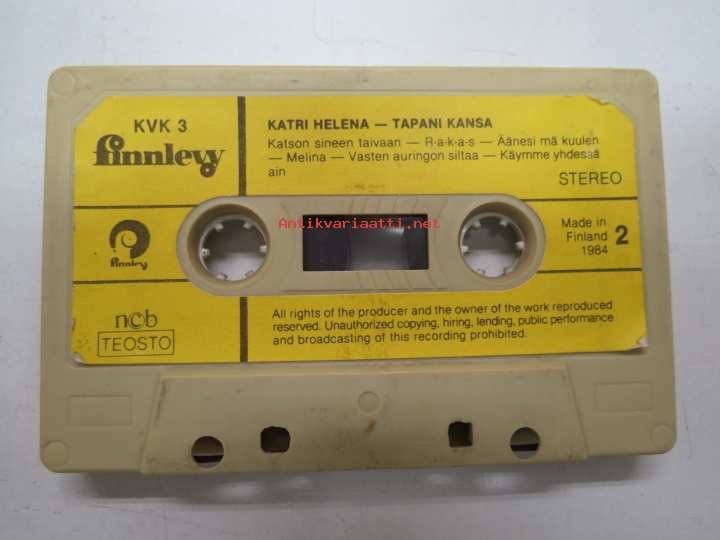 KVK 3
finnlevy
KATRI HELENA — TAPANI KANSA
Katson sineen taivaan — R-a-k-a-s — Äänesi mä kuulen
— Melina — Vasten auringon siltaa — Käymme yhdessä
ain
STEREO
Antikvariaatti.net
finnlevy
Made in
Finland
1984
2
ncb
TEOSTO
All rights of the producer and the owner of the work reproduced
reserved. Unauthorized copying, hiring, lending, public performance
and broadcasting of this recording prohibited.